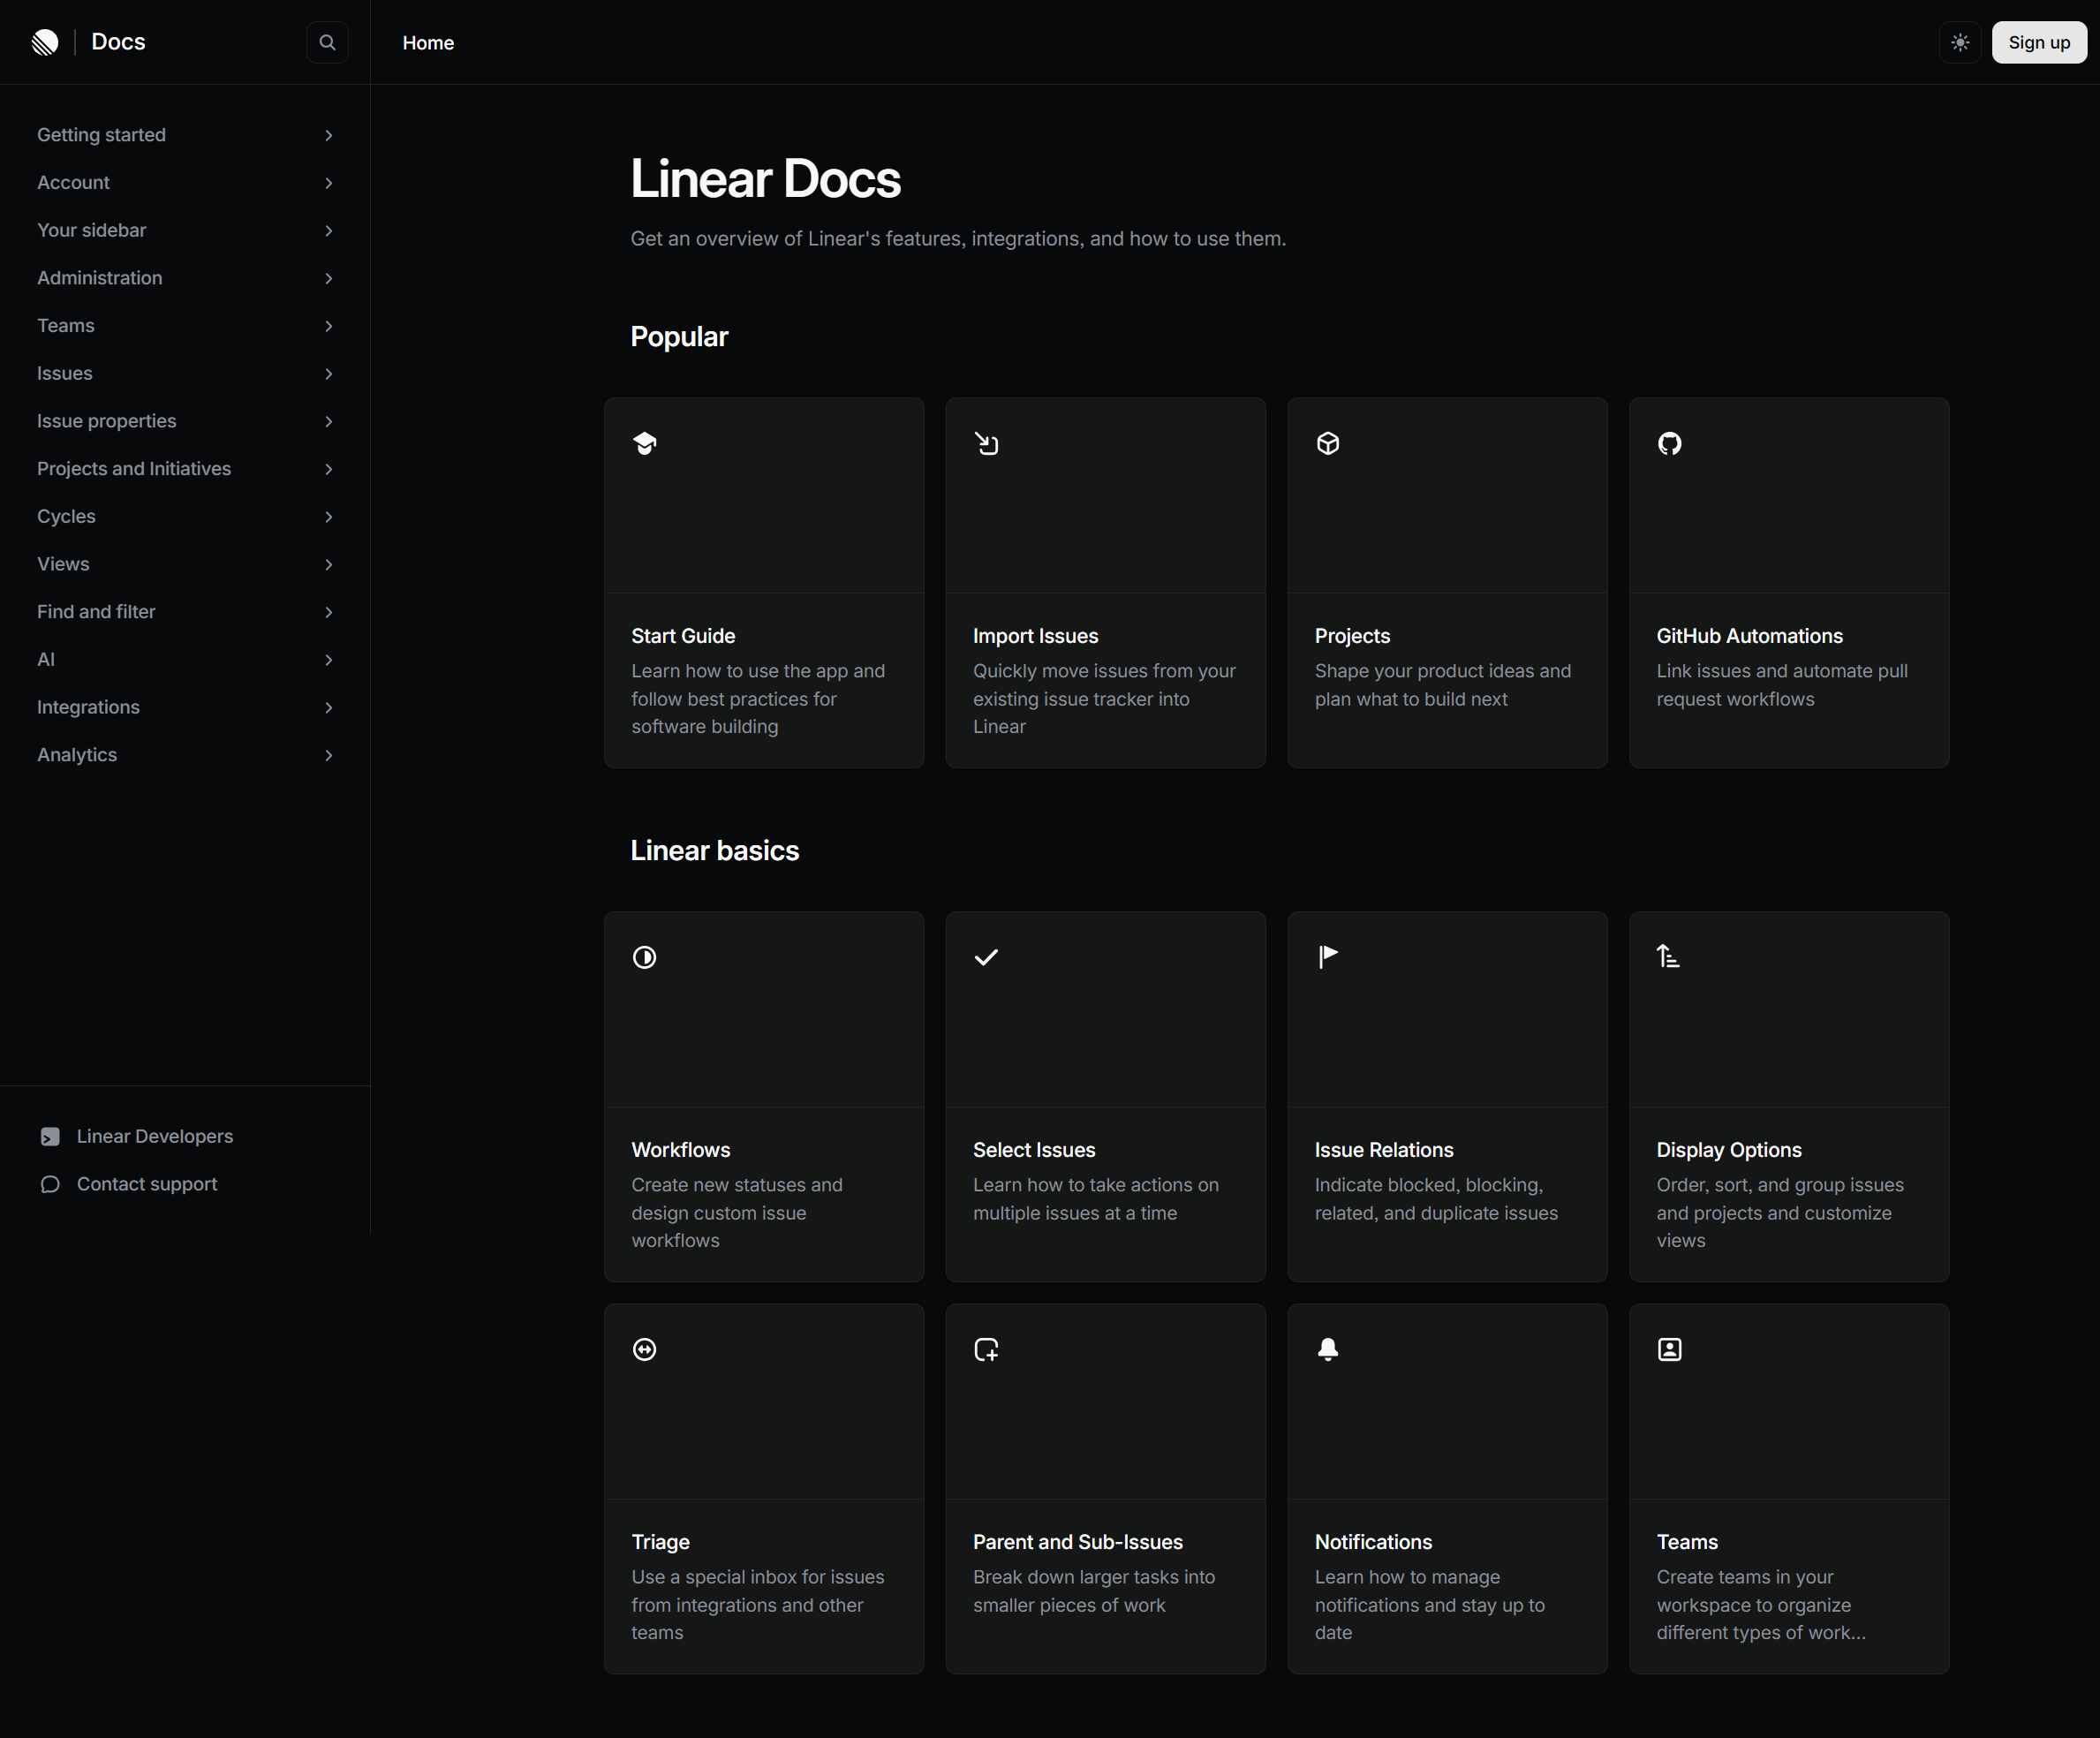 Docs
Home
Sign up
Getting started
Account
Your sidebar
Administration
Teams
Issues
Issue properties
Projects and Initiatives
Cycles
Views
Find and filter
AI
Integrations
Analytics
Linear Developers
Contact support
Linear Docs
Get an overview of Linear's features, integrations, and how to use them.
Popular
Start Guide
Learn how to use the app and
follow best practices for
software building
Import Issues
Quickly move issues from your
existing issue tracker into
Linear
Projects
Shape your product ideas and
plan what to build next
GitHub Automations
Link issues and automate pull
request workflows
Linear basics
Workflows
Create new statuses and
design custom issue
workflows
Select Issues
Learn how to take actions on
multiple issues at a time
Issue Relations
Indicate blocked, blocking,
related, and duplicate issues
Display Options
Order, sort, and group issues
and projects and customize
views
Triage
Use a special inbox for issues
from integrations and other
teams
Parent and Sub-Issues
Break down larger tasks into
smaller pieces of work
Notifications
Learn how to manage
notifications and stay up to
date
Teams
Create teams in your
workspace to organize
different types of work...